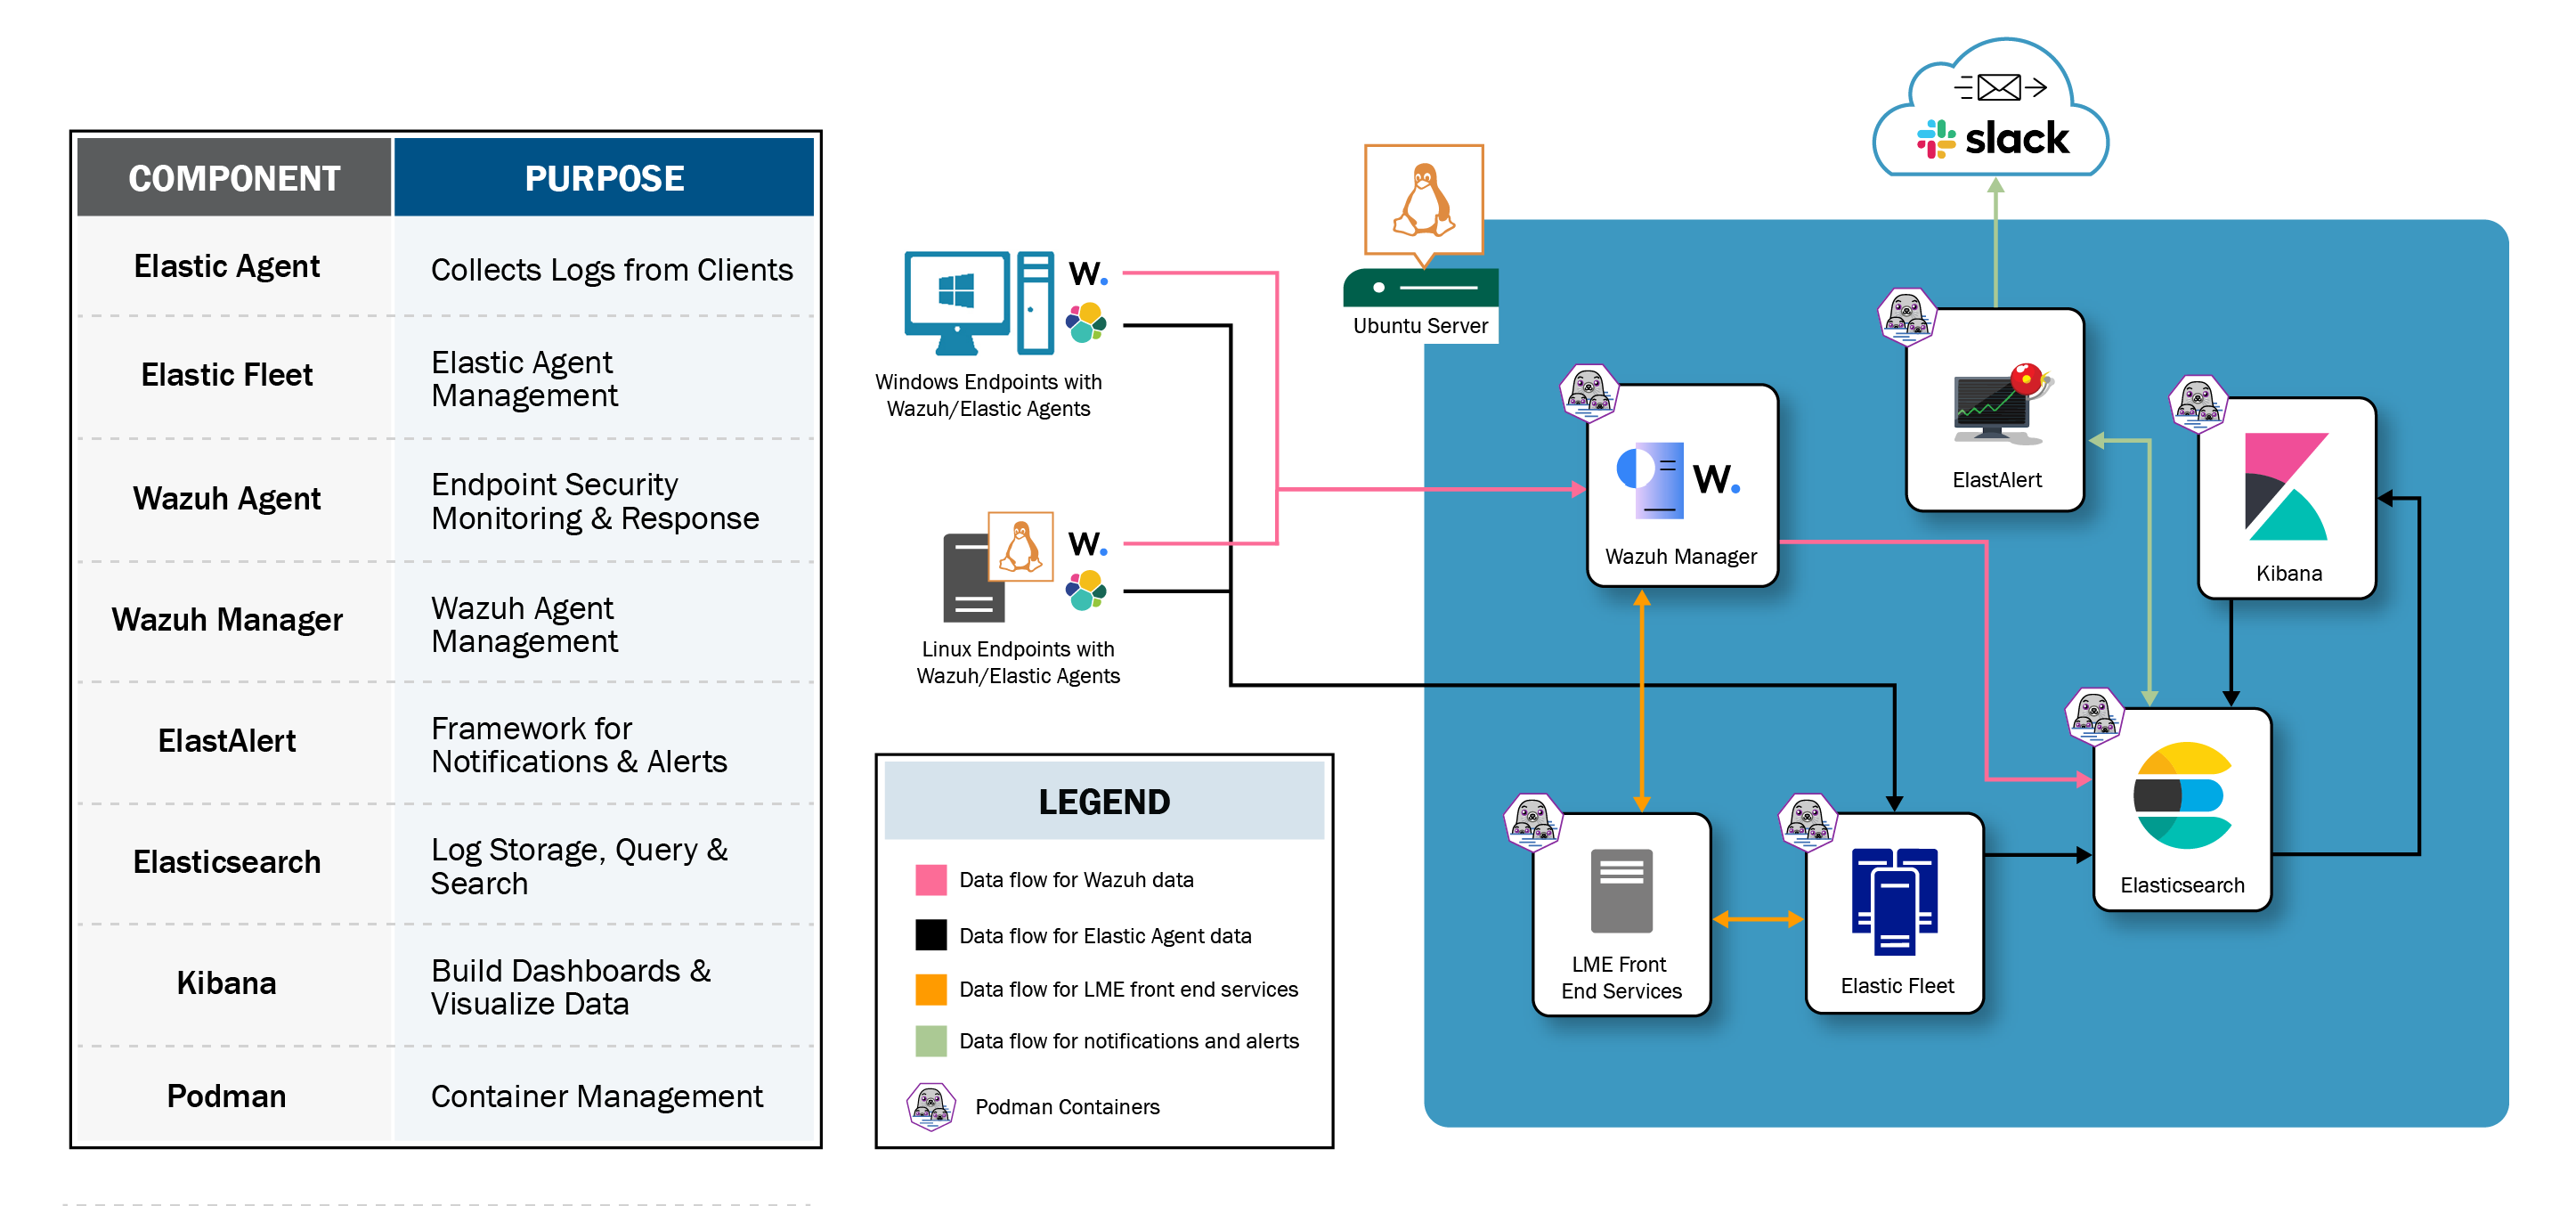 COMPONENT
PURPOSE
Elastic Agent
Collects Logs from Clients
Elastic Fleet
Elastic Agent
Management
Wazuh Agent
Endpoint Security
Monitoring & Response
Wazuh Manager
Wazuh Agent
Management
ElastAlert
Framework for
Notifications & Alerts
Elasticsearch
Log Storage, Query &
Search
Kibana
Build Dashboards &
Visualize Data
Podman
Container Management
W.
Windows Endpoints with
Wazuh/Elastic Agents
W.
Linux Endpoints with
Wazuh/Elastic Agents
LEGEND
Data flow for Wazuh data
Data flow for Elastic Agent data
Data flow for LME front end services
Data flow for notifications and alerts
Podman Containers
slack
Ubuntu Server
W.
Wazuh Manager
ElastAlert
Kibana
Elasticsearch
LME Front
End Services
Elastic Fleet